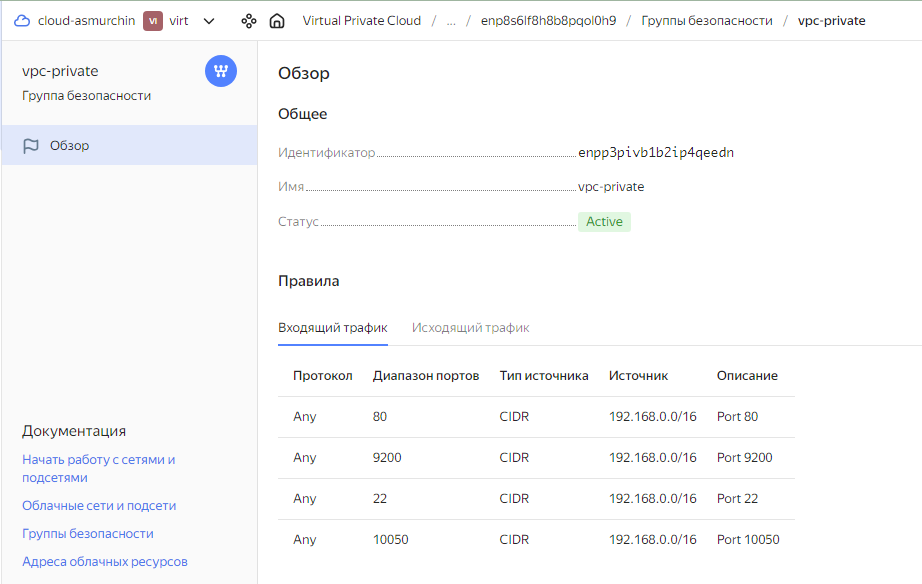 cloud-asmurchin VI virt Virtual Private Cloud / ... / enp8s6lf8h8b8pqol0h9 / Группы безопасности / vpc-private
vpc-private
Группа безопасности
Обзор
Документация
Начать работу с сетями и
подсетями
Облачные сети и подсети
Группы безопасности
Адреса облачных ресурсов
Обзор
Общее
Идентификатор enpp3pivb1b2ip4qeedn
Имя vpc-private
Статус Active
Правила
Входящий трафик Исходящий трафик
Протокол Диапазон портов Тип источника Источник Описание
Any 80 CIDR 192.168.0.0/16 Port 80
Any 9200 CIDR 192.168.0.0/16 Port 9200
Any 22 CIDR 192.168.0.0/16 Port 22
Any 10050 CIDR 192.168.0.0/16 Port 10050